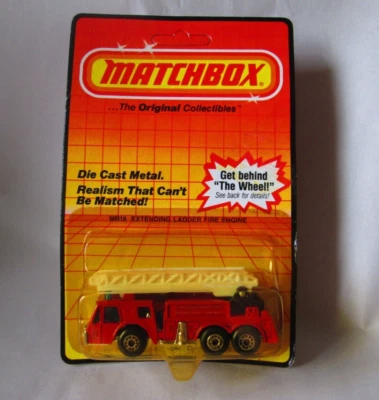 MATCHBOX
...The Original Collectibles™
Die Cast Metal.
Realism That Can't
Be Matched!
Get behind
"The Wheel!"
See back for details!
MB18 EXTENDING LADDER FIRE ENGINE